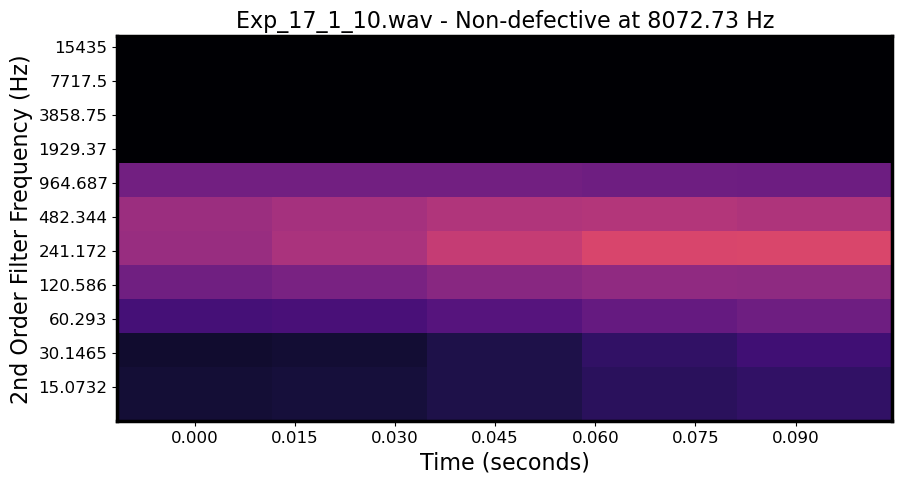 Exp_17_1_10.wav - Non-defective at 8072.73 Hz
2nd Order Filter Frequency (Hz)
15435
7717.5
3858.75
1929.37
964.687
482.344
241.172
120.586
60.293
30.1465
15.0732
0.000 0.015 0.030 0.045 0.060 0.075 0.090
Time (seconds)